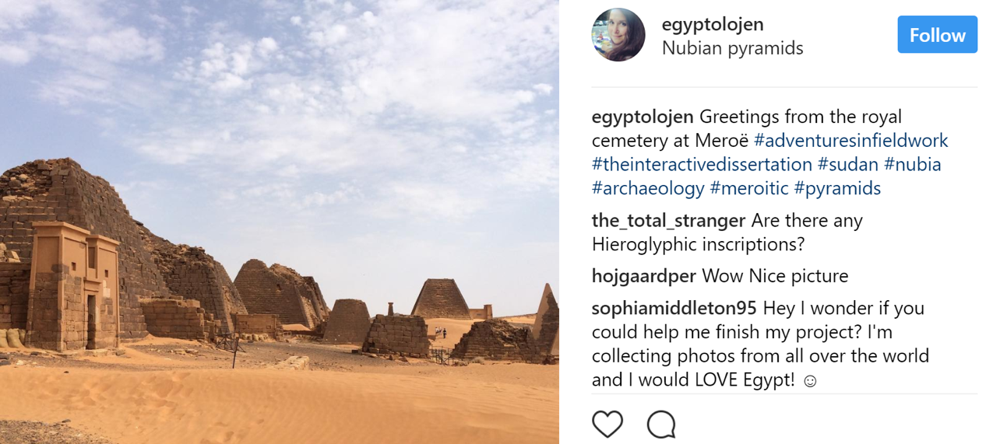 egyptolojen
Nubian pyramids
Follow
egyptolojen Greetings from the royal
cemetery at Meroë #adventuresinfieldwork
#theinteractivedissertation #sudan #nubia
#archaeology #meroitic #pyramids
the_total_stranger Are there any
Hieroglyphic inscriptions?
hojgaardper Wow Nice picture
sophiamiddleton95 Hey I wonder if you
could help me finish my project? I'm
collecting photos from all over the world
and I would LOVE Egypt! ☺